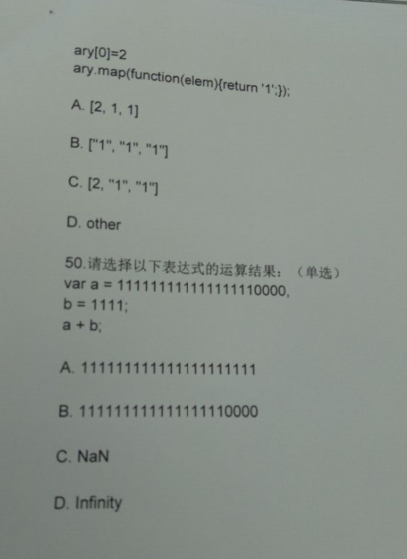 ary[0]=2
ary.map(function(elem){return '1';});
A. [2, 1, 1]
B. ["1", "1", "1"]
C. [2, "1", "1"]
D. other
50.请选择以下表达式的运算结果：（单选）
var a = 111111111111111110000,
b = 1111;
a + b;
A. 111111111111111111111
B. 111111111111111110000
C. NaN
D. Infinity